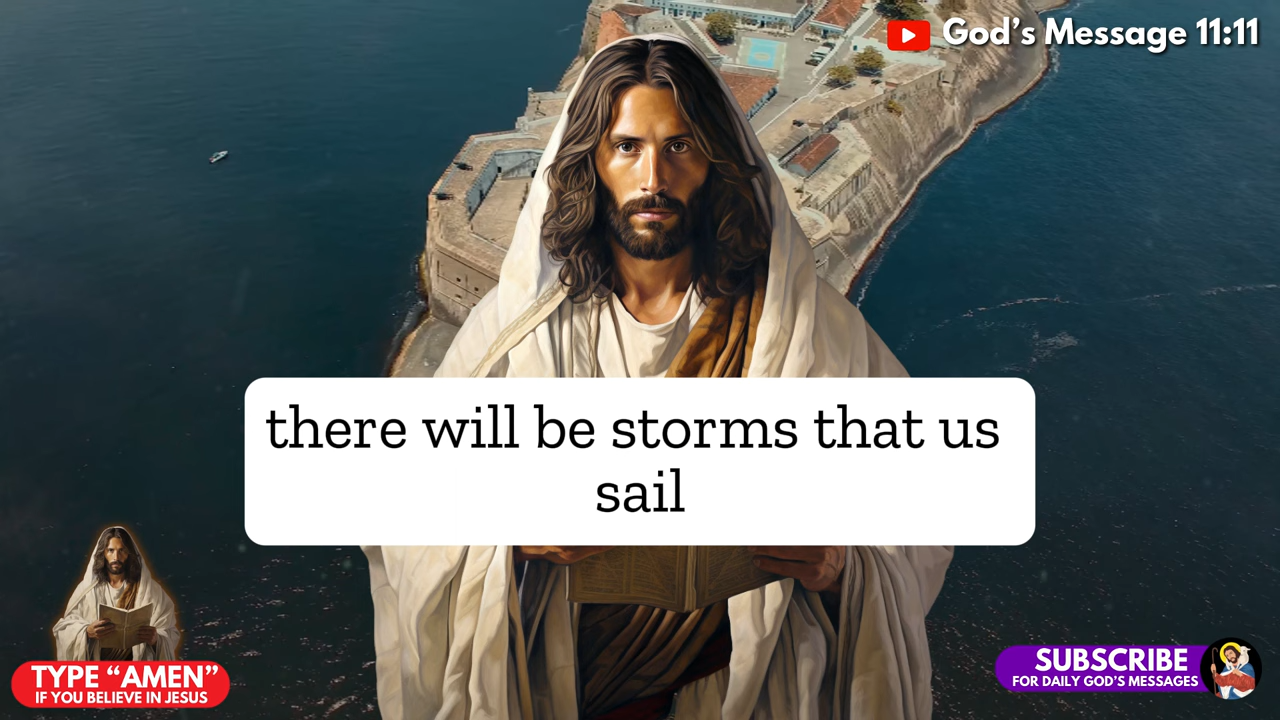 God's Message 11:11
there will be storms that us
sail
TYPE “AMEN”
IF YOU BELIEVE IN JESUS
SUBSCRIBE
FOR DAILY GOD'S MESSAGES